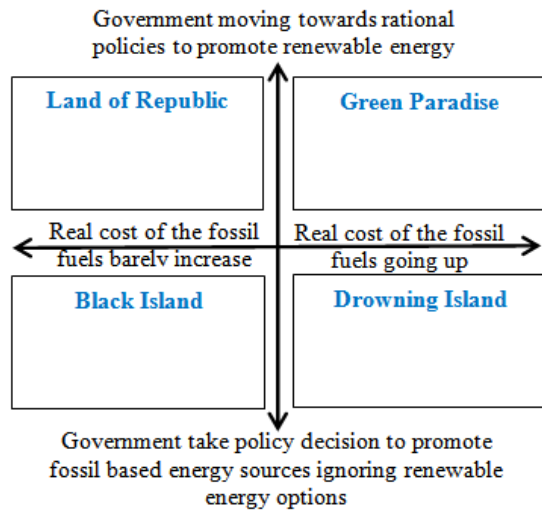 Government moving towards rational
policies to promote renewable energy
Land of Republic
Green Paradise
Real cost of the fossil
fuels barely increase
Real cost of the fossil
fuels going up
Black Island
Drowning Island
Government take policy decision to promote
fossil based energy sources ignoring renewable
energy options